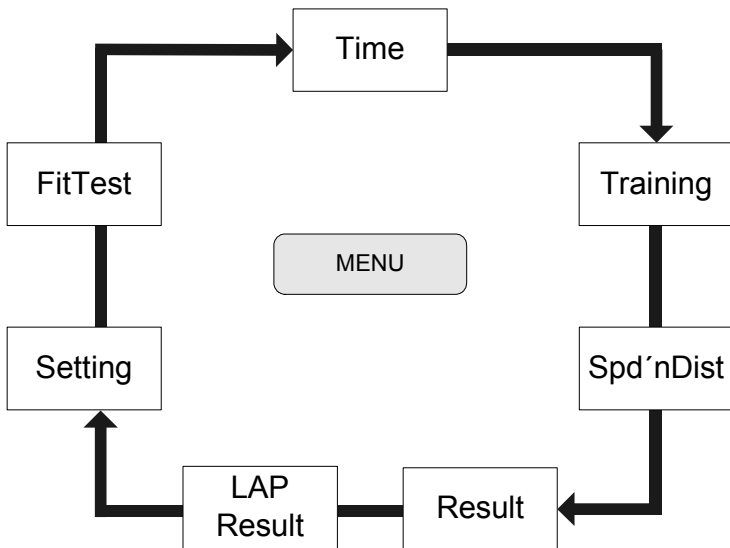 Time
FitTest
Training
MENU
Setting
Spd´nDist
LAP
Result
Result